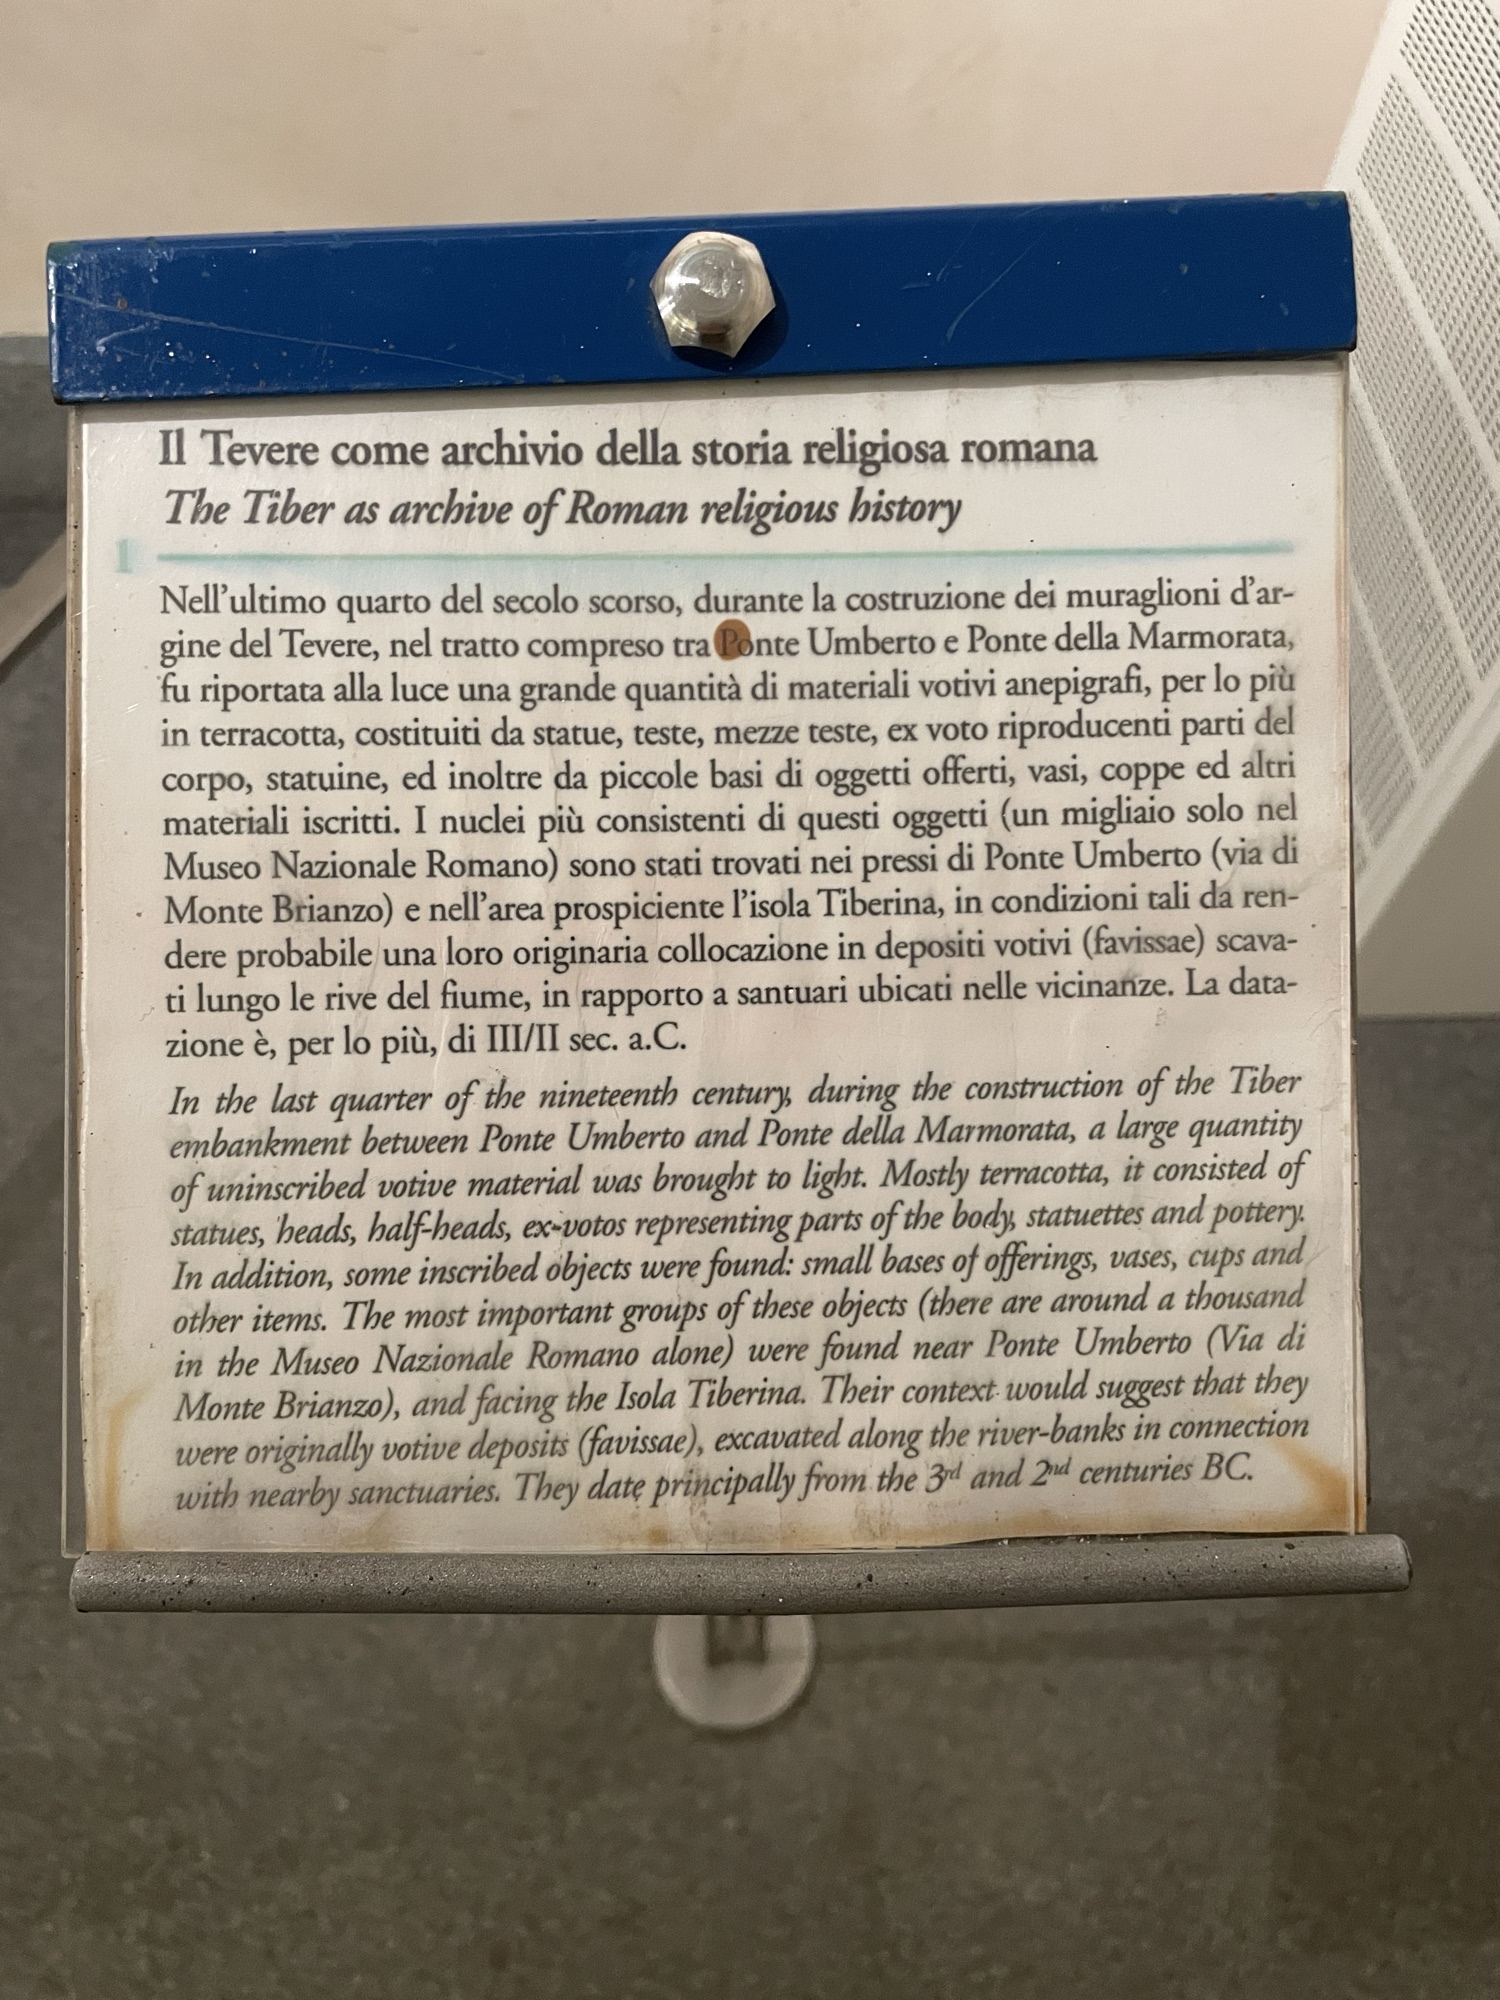 Il Tevere come archivio della storia religiosa romana
The Tiber as archive of Roman religious history
1
Nell'ultimo quarto del secolo scorso, durante la costruzione dei muraglioni d'ar-
gine del Tevere, nel tratto compreso tra Ponte Umberto e Ponte della Marmorata,
fu riportata alla luce una grande quantità di materiali votivi anepigrafi, per lo più
in terracotta, costituiti da statue, teste, mezze teste, ex voto riproducenti parti del
corpo, statuine, ed inoltre da piccole basi di oggetti offerti, vasi, coppe ed altri
materiali iscritti. I nuclei più consistenti di questi oggetti (un migliaio solo nel
Museo Nazionale Romano) sono stati trovati nei pressi di Ponte Umberto (via di
Monte Brianzo) e nell'area prospiciente l'isola Tiberina, in condizioni tali da ren-
dere probabile una loro originaria collocazione in depositi votivi (favissae) scava-
ti lungo le rive del fiume, in rapporto a santuari ubicati nelle vicinanze. La data-
zione è, per lo più, di III/II sec. a.C.
In the last quarter of the nineteenth century, during the construction of the Tiber
embankment between Ponte Umberto and Ponte della Marmorata, a large quantity
of uninscribed votive material was brought to light. Mostly terracotta, it consisted of
statues, heads, half-heads, ex-votos representing parts of the body, statuettes and pottery.
In addition, some inscribed objects were found: small bases of offerings, vases, cups and
other items. The most important groups of these objects (there are around a thousand
in the Museo Nazionale Romano alone) were found near Ponte Umberto (Via di
Monte Brianzo), and facing the Isola Tiberina. Their context would suggest that they
were originally votive deposits (favissae), excavated along the river-banks in connection
with nearby sanctuaries. They date principally from the 3rd and 2nd centuries BC.